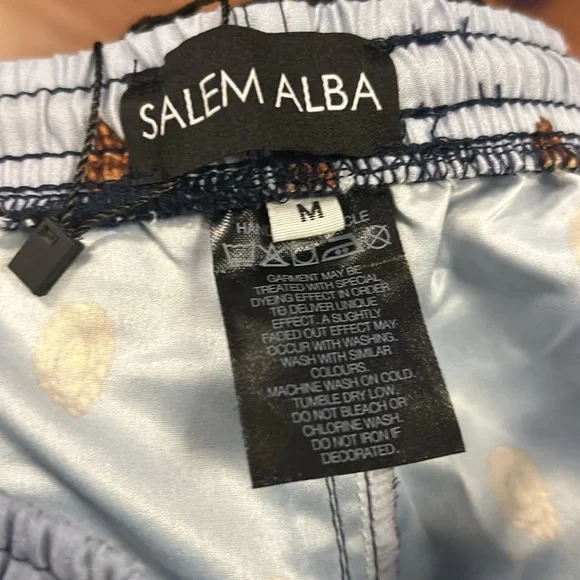 SALEM ALBA
M
HAND CLE
GARMENT MAY BE
TREATED WITH SPECIAL
DYEING EFFECT IN ORDER
TO DELIVER UNIQUE
EFFECT. A SLIGHTLY
FADED OUT EFFECT MAY
OCCUR WITH WASHING.
WASH WITH SIMILAR
COLOURS.
MACHINE WASH ON COLD.
TUMBLE DRY LOW.
DO NOT BLEACH OR
CHLORINE WASH.
DO NOT IRON IF
DECORATED.